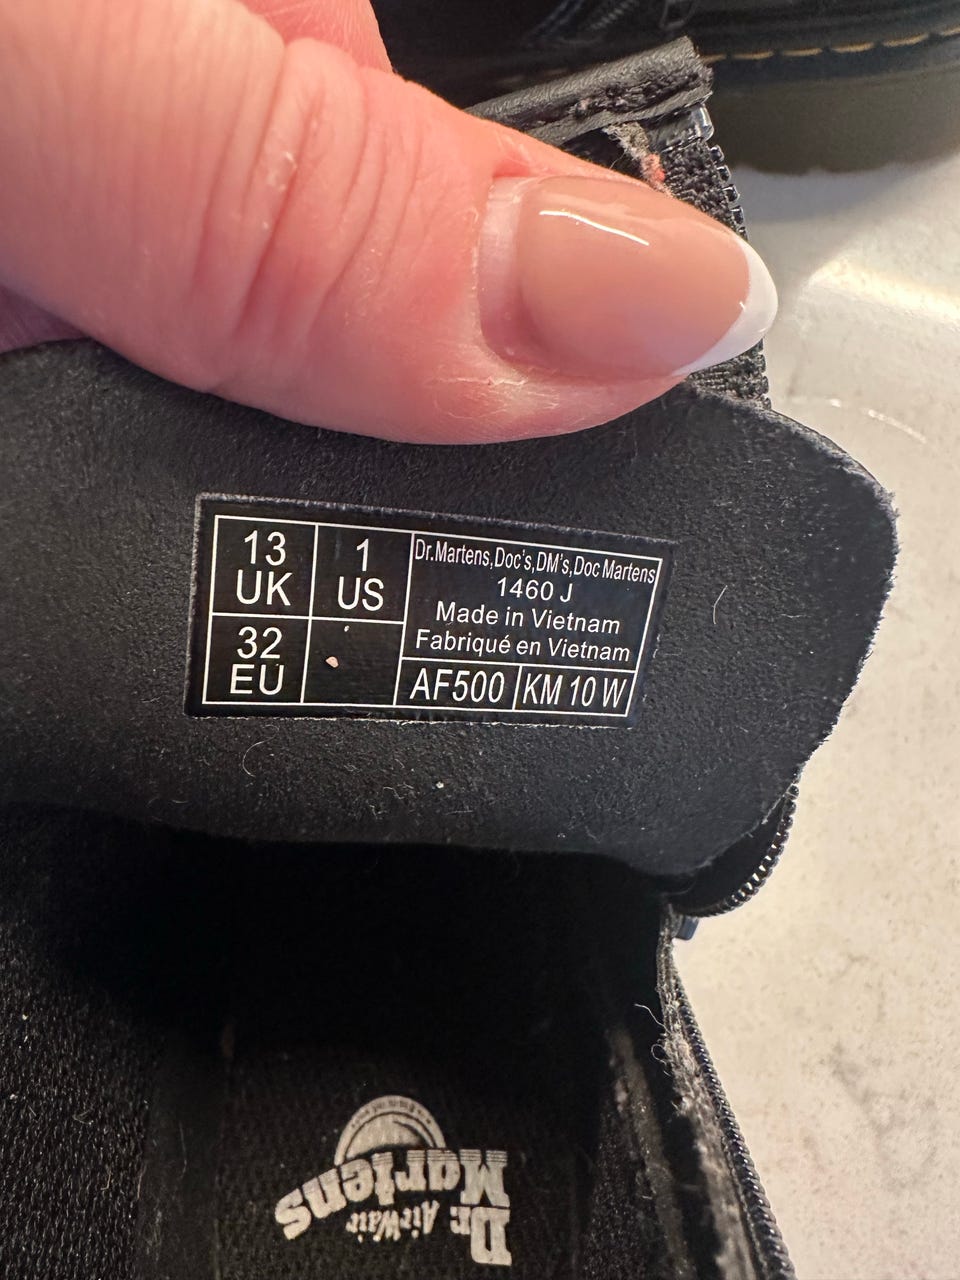 13
UK
1
US
32
EU
Dr.Martens,Doc's,DM's,Doc Martens
1460 J
Made in Vietnam
Fabriqué en Vietnam
AF500
KM 10 W
Dr.
Martens
AirWair